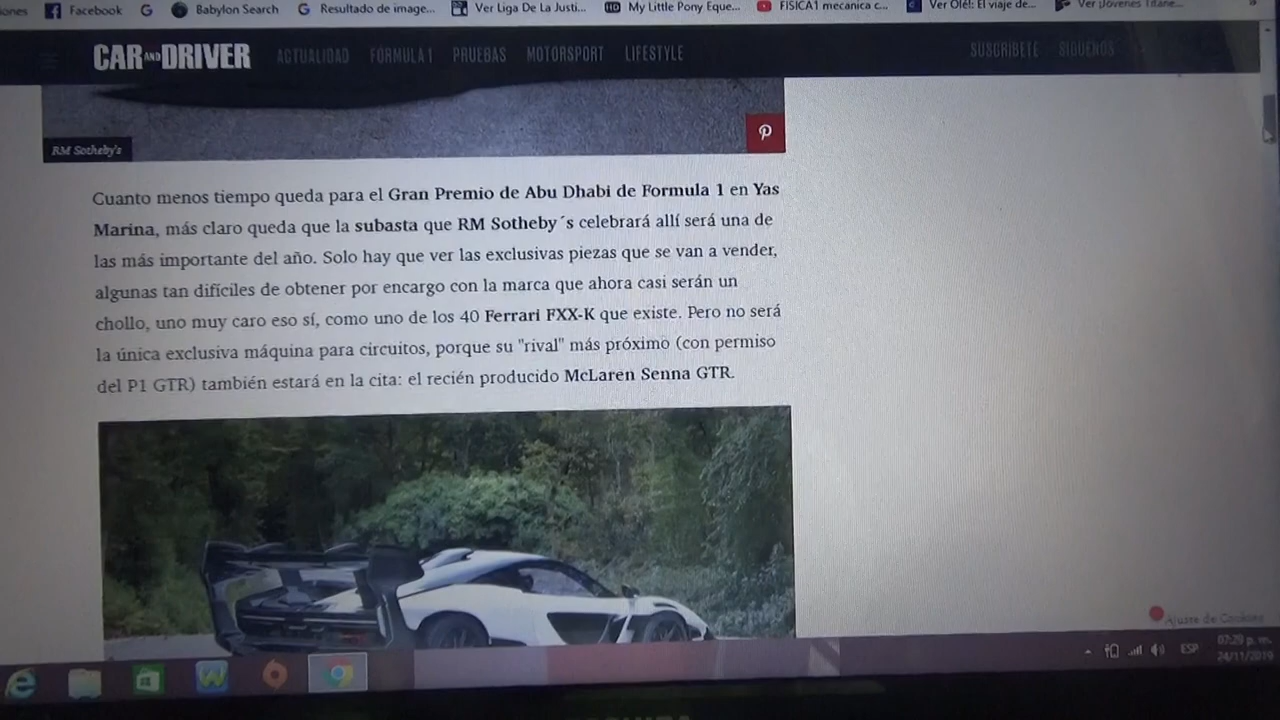 iones Facebook G Babylon Search G Resultado de image... Ver Liga De La Justi... HD My Little Pony Eque... FISICA1 mecanica c... Ver Olé!: El viaje de... Ver ¡Jóvenes Titane... »
CAR AND DRIVER ACTUALIDAD FÓRMULA 1 PRUEBAS MOTORSPORT LIFESTYLE SUSCRÍBETE SÍGUENOS
RM Sotheby's
Cuanto menos tiempo queda para el Gran Premio de Abu Dhabi de Formula 1 en Yas
Marina, más claro queda que la subasta que RM Sotheby´s celebrará allí será una de
las más importante del año. Solo hay que ver las exclusivas piezas que se van a vender,
algunas tan difíciles de obtener por encargo con la marca que ahora casi serán un
chollo, uno muy caro eso sí, como uno de los 40 Ferrari FXX-K que existe. Pero no será
la única exclusiva máquina para circuitos, porque su "rival" más próximo (con permiso
del P1 GTR) también estará en la cita: el recién producido McLaren Senna GTR.
Ajuste de Cookies
ESP 07:29 p. m.
24/11/2019